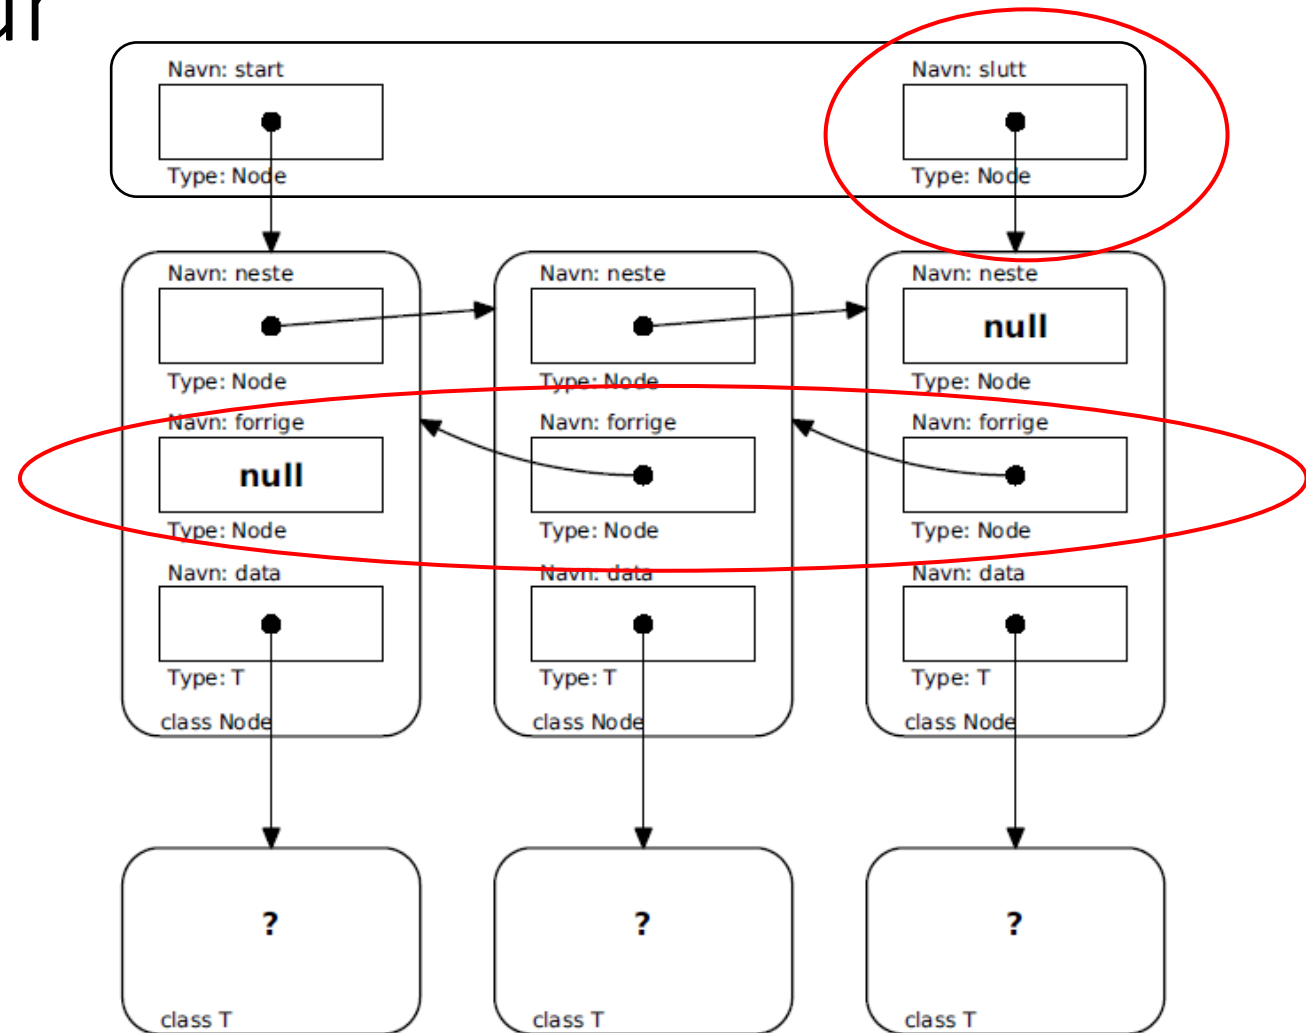 ur
Navn: start
Navn: slutt
Type: Node
Type: Node
Navn: neste
Navn: neste
Navn: neste
null
Type: Node
Type: Node
Type: Node
Navn: forrige
Navn: forrige
Navn: forrige
null
Type: Node
Type: Node
Type: Node
Navn: data
Navn: data
Navn: data
Type: T
Type: T
Type: T
class Node
class Node
class Node
?
?
?
class T
class T
class T